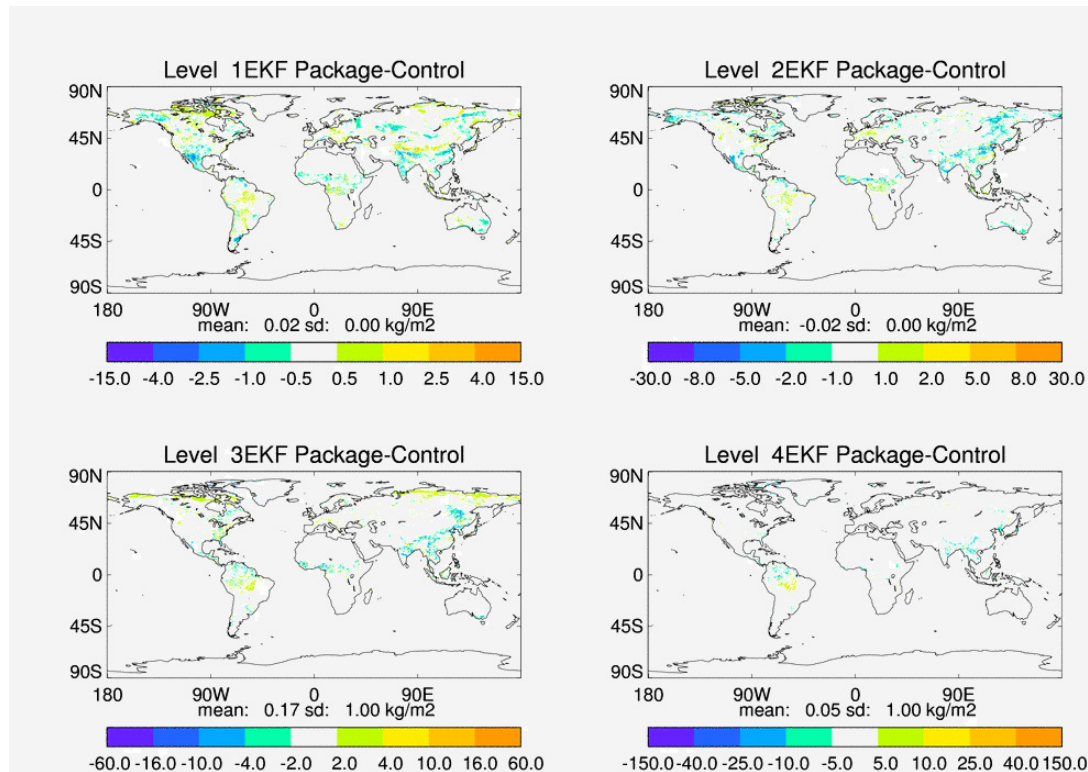 Level 1EKF Package-Control
90N
45N
0
45S
90S
180 90W 0 90E
mean: 0.02 sd: 0.00 kg/m2
-15.0 -4.0 -2.5 -1.0 -0.5 0.5 1.0 2.5 4.0 15.0
Level 2EKF Package-Control
90N
45N
0
45S
90S
180 90W 0 90E
mean: -0.02 sd: 0.00 kg/m2
-30.0 -8.0 -5.0 -2.0 -1.0 1.0 2.0 5.0 8.0 30.0
Level 3EKF Package-Control
90N
45N
0
45S
90S
180 90W 0 90E
mean: 0.17 sd: 1.00 kg/m2
-60.0 -16.0 -10.0 -4.0 -2.0 2.0 4.0 10.0 16.0 60.0
Level 4EKF Package-Control
90N
45N
0
45S
90S
180 90W 0 90E
mean: 0.05 sd: 1.00 kg/m2
-150.0 -40.0 -25.0 -10.0 -5.0 5.0 10.0 25.0 40.0 150.0